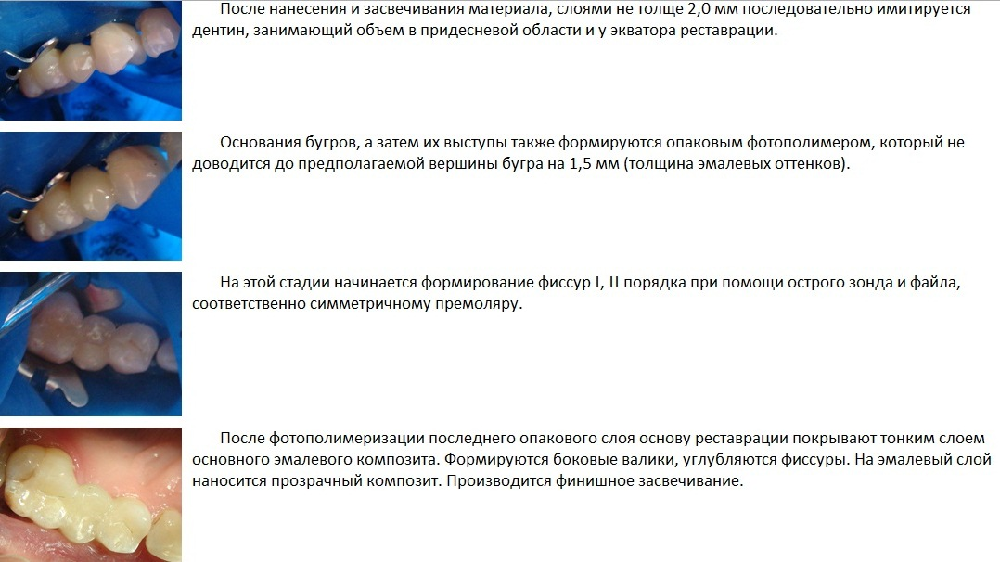 После нанесения и засвечивания материала, слоями не толще 2,0 мм последовательно имитируется
дентин, занимающий объем в придесневой области и у экватора реставрации.
Основания бугров, а затем их выступы также формируются опаковым фотополимером, который не
доводится до предполагаемой вершины бугра на 1,5 мм (толщина эмалевых оттенков).
На этой стадии начинается формирование фиссур I, II порядка при помощи острого зонда и файла,
соответственно симметричному премоляру.
После фотополимеризации последнего опакового слоя основу реставрации покрывают тонким слоем
основного эмалевого композита. Формируются боковые валики, углубляются фиссуры. На эмалевый слой
наносится прозрачный композит. Производится финишное засвечивание.